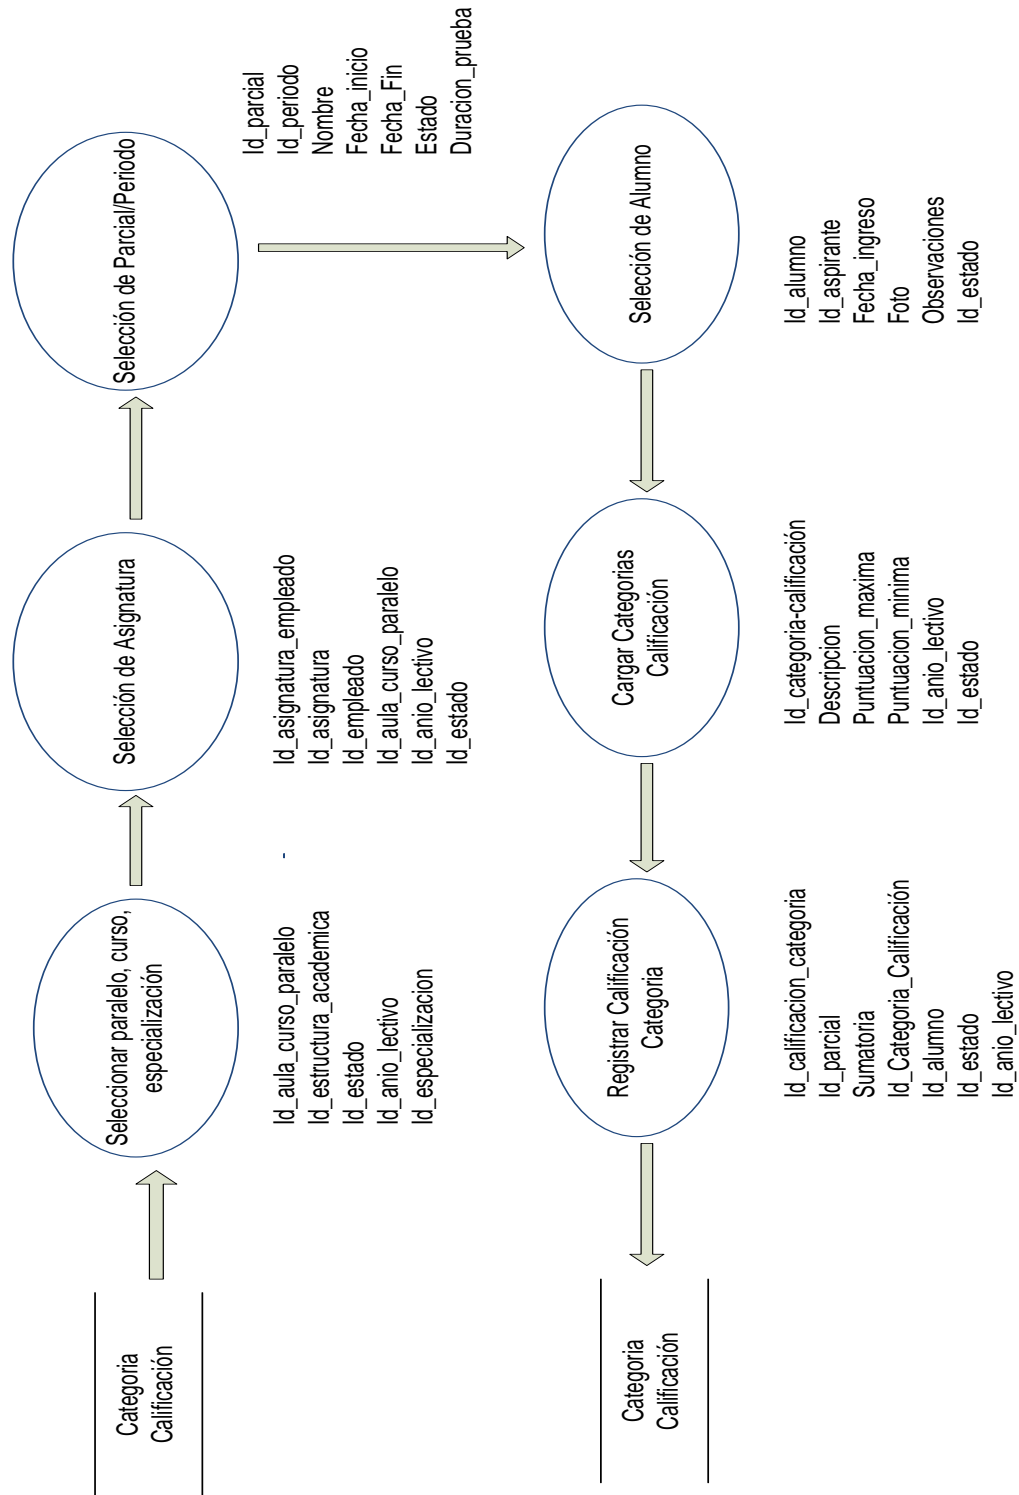 Categoria
Calificación
Seleccionar paralelo, curso,
especialización
Id_aula_curso_paralelo
Id_estructura_academica
Id_estado
Id_anio_lectivo
Id_especializacion
-
Selección de Asignatura
Id_asignatura_empleado
Id_asignatura
Id_empleado
Id_aula_curso_paralelo
Id_anio_lectivo
Id_estado
Selección de Parcial/Periodo
Id_parcial
Id_periodo
Nombre
Fecha_inicio
Fecha_Fin
Estado
Duracion_prueba
Selección de Alumno
Id_alumno
Id_aspirante
Fecha_ingreso
Foto
Observaciones
Id_estado
Cargar Categorias
Calificación
Id_categoria-calificación
Descripcion
Puntuacion_maxima
Puntuacion_minima
Id_anio_lectivo
Id_estado
Registrar Calificación
Categoria
Id_calificacion_categoria
Id_parcial
Sumatoria
Id_Categoria_Calificación
Id_alumno
Id_estado
Id_anio_lectivo
Categoria
Calificación